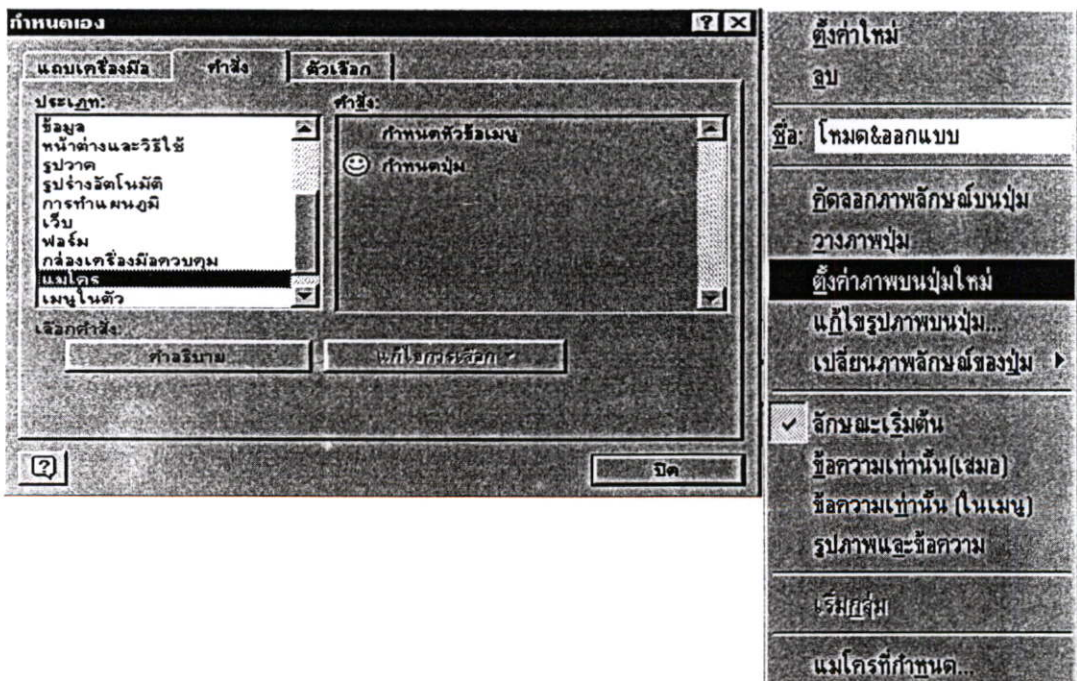 กำหนดเอง
แถบเครื่องมือ คำสั่ง ตัวเลือก
ประเภท:
ข้อมูล
หน้าต่างและวิธีใช้
รูปวาด
รูปร่างอัตโนมัติ
การทำแผนภูมิ
เว็บ
ฟอร์ม
กล่องเครื่องมือควบคุม
แมโคร
เมนูในตัว
คำสั่ง:
กำหนดหัวข้อเมนู
กำหนดปุ่ม
เลือกคำสั่ง:
คำอธิบาย แก้ไขการเลือก
ปิด
ตั้งค่าใหม่
ลบ
ชื่อ: โหมด&ออกแบบ
คัดลอกภาพลักษณ์บนปุ่ม
วางภาพปุ่ม
ตั้งค่าภาพบนปุ่มใหม่
แก้ไขรูปภาพบนปุ่ม...
เปลี่ยนภาพลักษณ์ของปุ่ม
ลักษณะเริ่มต้น
ข้อความเท่านั้น(เสมอ)
ข้อความเท่านั้น (ในเมนู)
รูปภาพและข้อความ
เริ่มกลุ่ม
แมโครที่กำหนด...